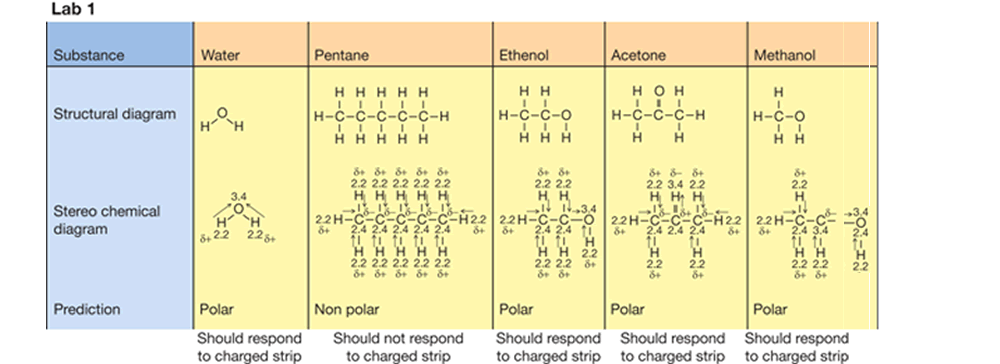 Lab 1
Substance
Water
Pentane
Ethenol
Acetone
Methanol
Structural diagram
O
H H
H H H H H
H-C-C-C-C-C-H
H H H H H
H H
H-C-C-O
H H H
H O H
H-C-C-C-H
H H
H
H-C-O
H H
Stereo chemical
diagram
3.4
O
H H
δ+ 2.2 2.2 δ+
δ+ δ+ δ+ δ+ δ+
2.2 2.2 2.2 2.2 2.2
H H H H H
2.2 H-C-C-C-C-C-H 2.2
δ+ 2.4 2.4 2.4 2.4 2.4 δ+
H H H H H
2.2 2.2 2.2 2.2 2.2
δ+ δ+ δ+ δ+ δ+
δ+ δ+
2.2 2.2
H H 3.4
2.2 H-C-C-O
δ+ 2.4 2.4
H H H
2.2 2.2 2.2
δ+ δ+ δ+
δ+ δ- δ+
2.2 3.4 2.2
H H H
2.2 H-C-C-C-H 2.2
δ+ 2.4 2.4 2.4 δ+
H H
2.2 2.2
δ+ δ+
δ+
2.2
H δ- 3.4
2.2 H-C-C-O
δ+ 2.4 3.4 2.4
H H H
2.2 2.2 2.2
δ+ δ+
Prediction
Polar
Non polar
Polar
Polar
Polar
Should respond
to charged strip
Should not respond
to charged strip
Should respond
to charged strip
Should respond
to charged strip
Should respond
to charged strip